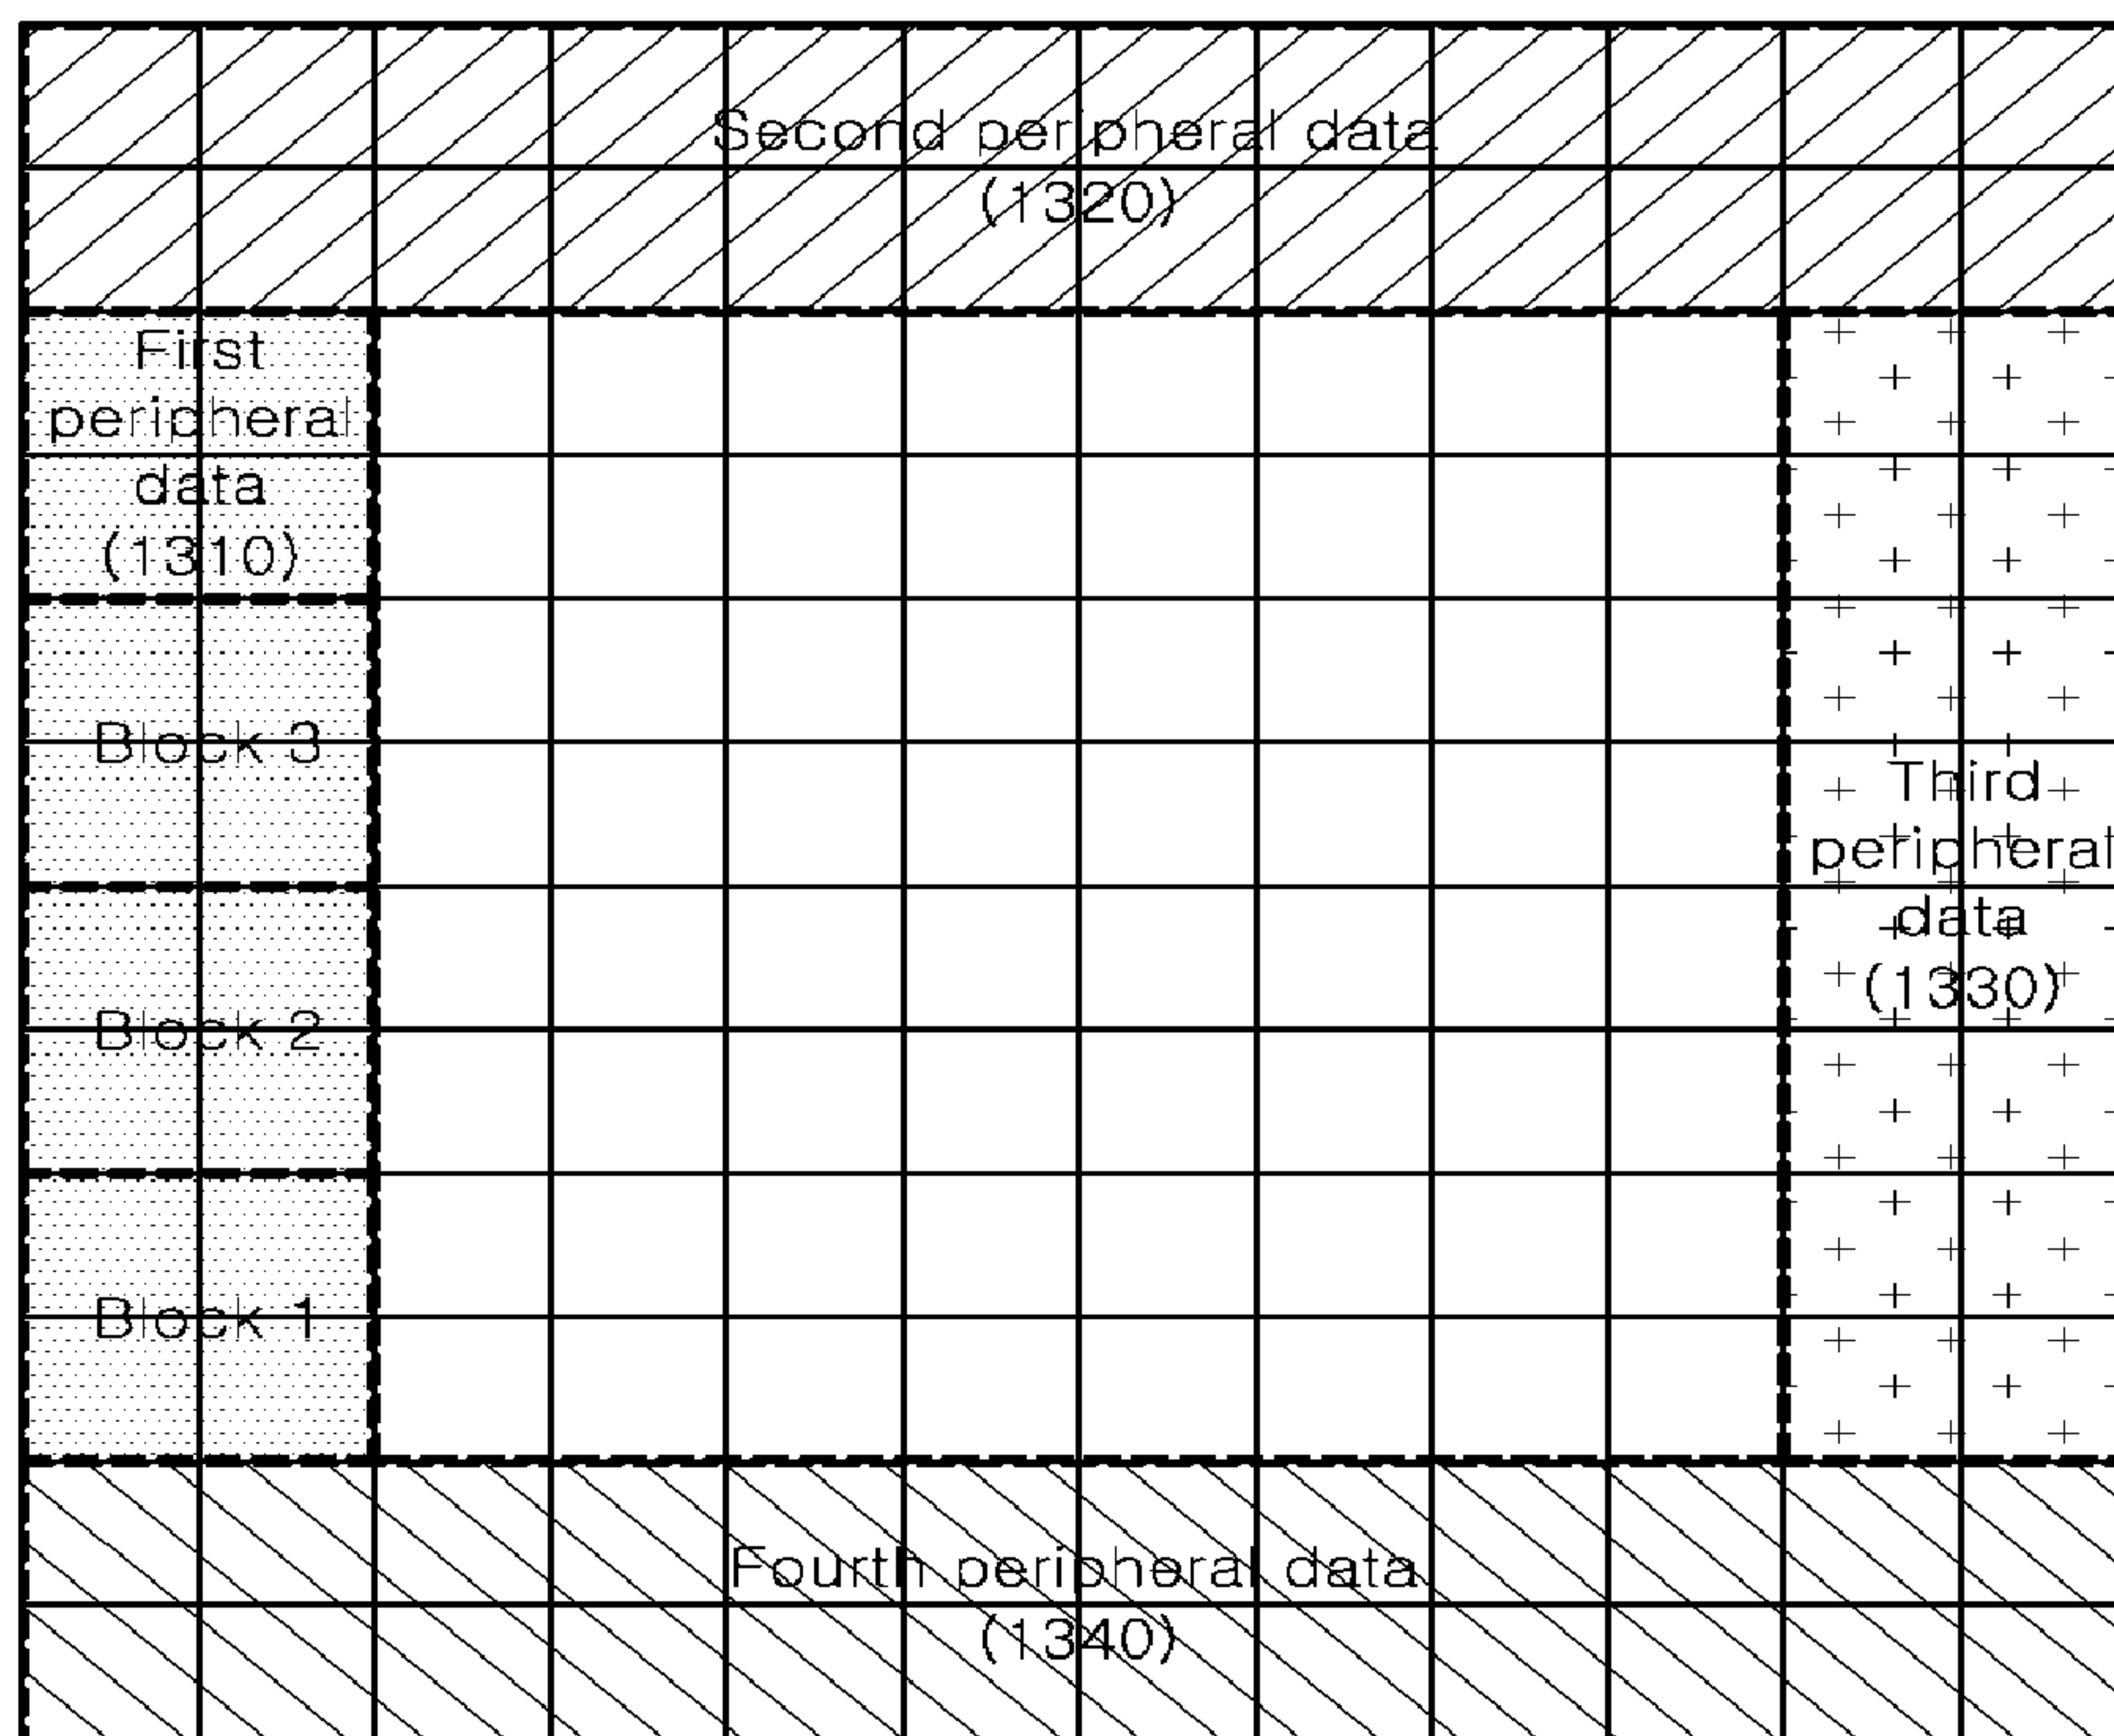 Second peripheral data
(1320)
First
peripheral
data
(1310)
Block 3
Block 2
Block 1
Third
peripheral
data
(1330)
Fourth peripheral data
(1340)